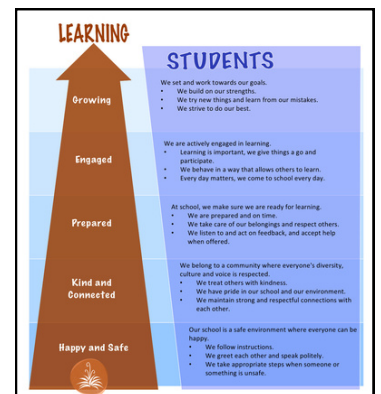 LEARNING
STUDENTS
Growing
We set and work towards our goals.
• We build on our strengths.
• We try new things and learn from our mistakes.
• We strive to do our best.
Engaged
We are actively engaged in learning.
• Learning is important, we give things a go and
participate.
• We behave in a way that allows others to learn.
• Every day matters, we come to school every day.
Prepared
At school, we make sure we are ready for learning.
• We are prepared and on time.
• We take care of our belongings and respect others.
• We listen to and act on feedback, and accept help
when offered.
Kind and
Connected
We belong to a community where everyone's diversity,
culture and voice is respected.
• We treat others with kindness.
• We have pride in our school and our environment.
• We maintain strong and respectful connections with
each other.
Happy and Safe
Our school is a safe environment where everyone can be
happy.
• We follow instructions.
• We greet each other and speak politely.
• We take appropriate steps when someone or
something is unsafe.